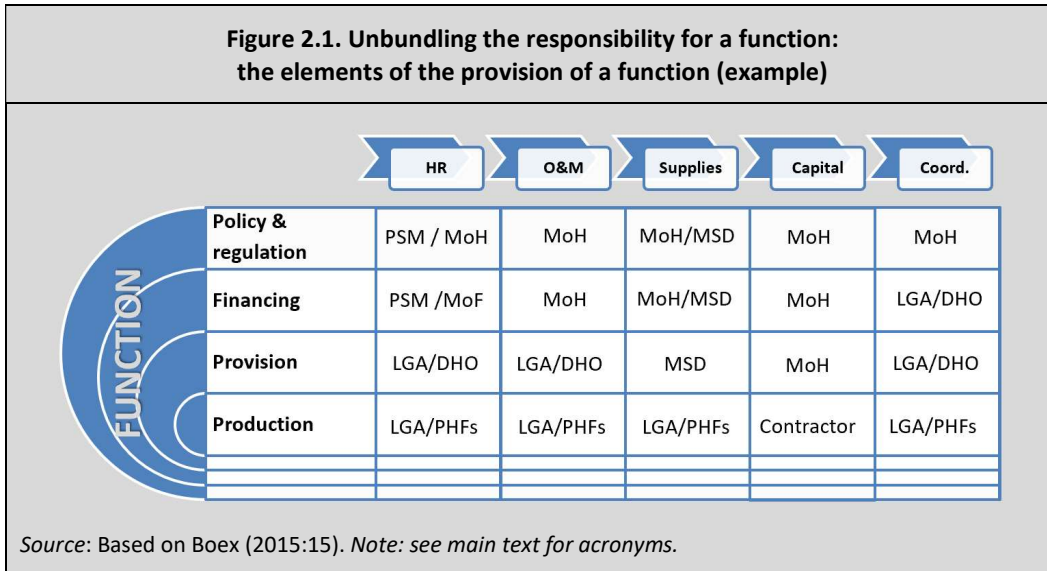 Figure 2.1. Unbundling the responsibility for a function:
the elements of the provision of a function (example)
HR O&M Supplies Capital Coord.
FUNCTION
Policy &
regulation PSM / MoH MoH MoH/MSD MoH MoH
Financing PSM /MoF MoH MoH/MSD MoH LGA/DHO
Provision LGA/DHO LGA/DHO MSD MoH LGA/DHO
Production LGA/PHFs LGA/PHFs LGA/PHFs Contractor LGA/PHFs
Source: Based on Boex (2015:15). Note: see main text for acronyms.